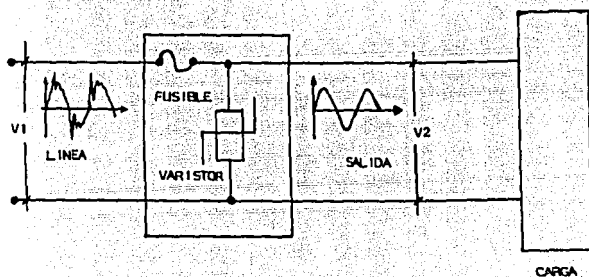 FUSIBLE
V1
LINEA
VARISTOR
SALIDA
V2
CARGA